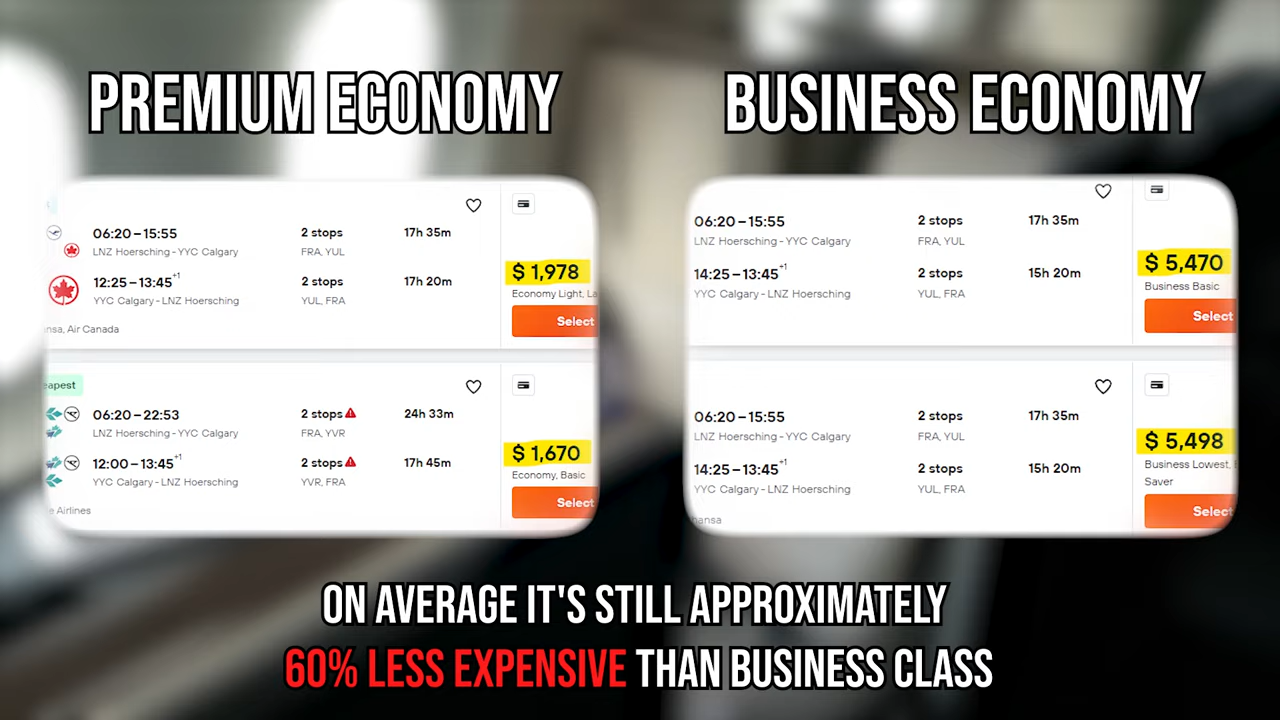 PREMIUM ECONOMY
06:20 – 15:55
2 stops
17h 35m
LNZ Hoersching - YYC Calgary
FRA, YUL
$ 1,978
12:25 – 13:45+1
2 stops
17h 20m
Economy Light, La
YYC Calgary - LNZ Hoersching
YUL, FRA
Select
nsa, Air Canada
eapest
06:20 – 22:53
2 stops
24h 33m
LNZ Hoersching - YYC Calgary
FRA, YVR
$ 1,670
12:00 – 13:45+1
2 stops
17h 45m
Economy, Basic
YYC Calgary - LNZ Hoersching
YVR, FRA
Select
e Airlines
BUSINESS ECONOMY
06:20 – 15:55
2 stops
17h 35m
LNZ Hoersching - YYC Calgary
FRA, YUL
$ 5,470
14:25 – 13:45+1
2 stops
15h 20m
Business Basic
YYC Calgary - LNZ Hoersching
YUL, FRA
Select
06:20 – 15:55
2 stops
17h 35m
LNZ Hoersching - YYC Calgary
FRA, YUL
$ 5,498
14:25 – 13:45+1
2 stops
15h 20m
Business Lowest,
Saver
YYC Calgary - LNZ Hoersching
YUL, FRA
Select
hansa
ON AVERAGE IT'S STILL APPROXIMATELY
60% LESS EXPENSIVE THAN BUSINESS CLASS